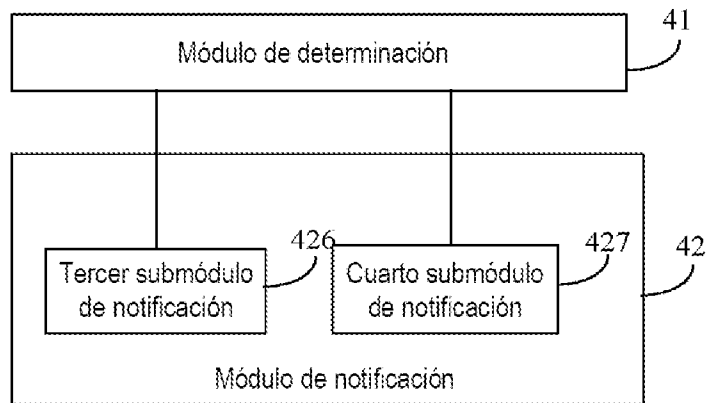 41
Módulo de determinación
426
427
42
Tercer submódulo
de notificación
Cuarto submódulo
de notificación
Módulo de notificación